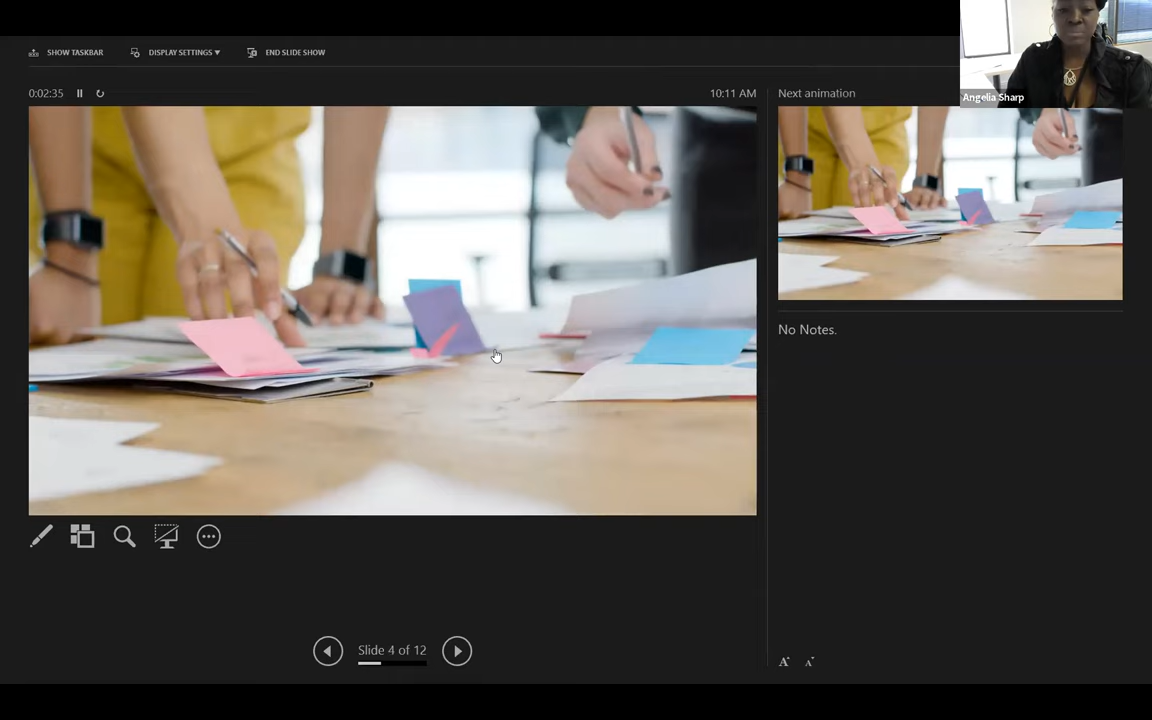 SHOW TASKBAR
DISPLAY SETTINGS ▼
END SLIDE SHOW
Angelia Sharp
0:02:35
10:11 AM
Next animation
No Notes.
Slide 4 of 12
A A